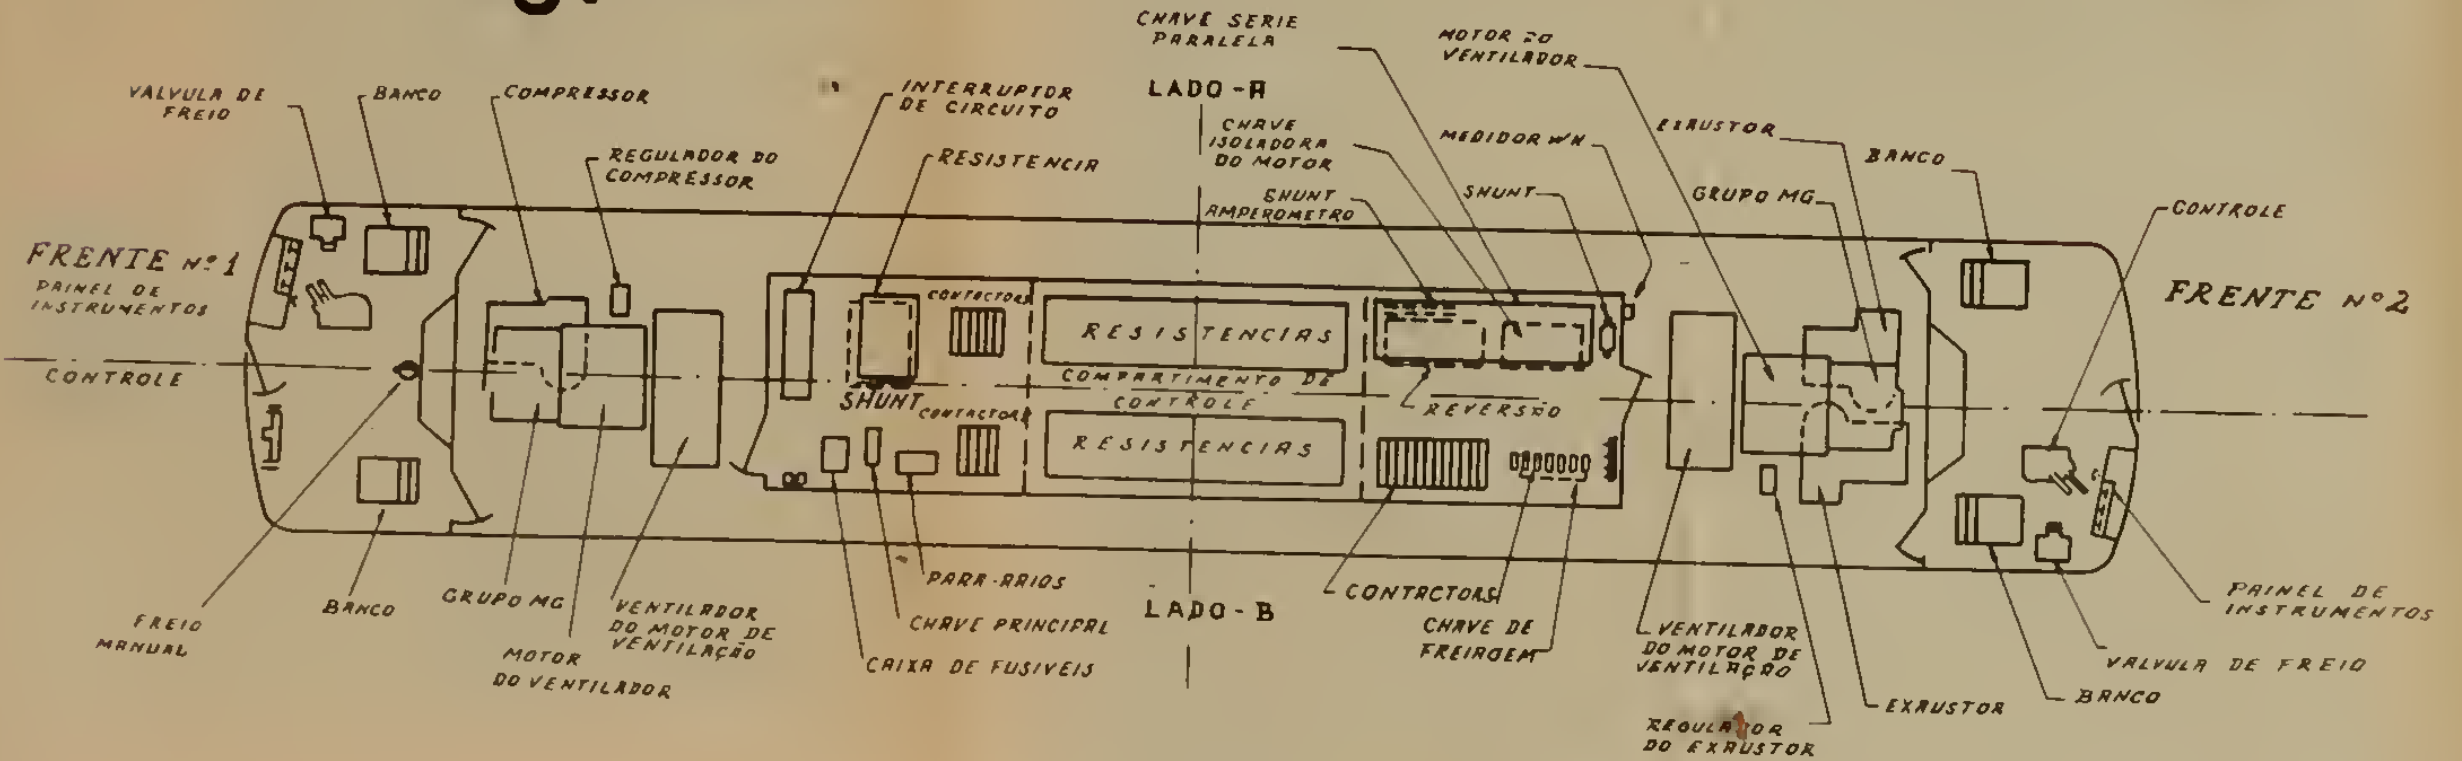 CHAVE SERIE
PARALELA
MOTOR DO
VENTILADOR
VALVULA DE
FREIO
BANCO
COMPRESSOR
INTERRUPTOR
DE CIRCUITO
LADO-A
CHAVE
ISOLADORA
DO MOTOR
MEDIDOR WH
EXAUSTOR
BANCO
REGULADOR DO
COMPRESSOR
RESISTENCIA
SHUNT
AMPEROMETRO
SHUNT
GRUPO MG
CONTROLE
FRENTE Nº 1
PAINEL DE
INSTRUMENTOS
CONTACTORS
RESISTENCIAS
FRENTE Nº 2
CONTROLE
COMPARTIMENTO DE
CONTROLE
SHUNT
CONTACTORS
REVERSÃO
RESISTENCIAS
FREIO
MANUAL
BANCO
GRUPO MG
MOTOR
DO VENTILADOR
VENTILADOR
DO MOTOR DE
VENTILAÇÃO
PARA-RAIOS
CHAVE PRINCIPAL
CAIXA DE FUSIVEIS
LADO-B
CONTACTORS
CHAVE DE
FREIAGEM
VENTILADOR
DO MOTOR DE
VENTILAÇÃO
PAINEL DE
INSTRUMENTOS
VALVULA DE FREIO
BANCO
EXAUSTOR
REGULADOR
DO EXAUSTOR